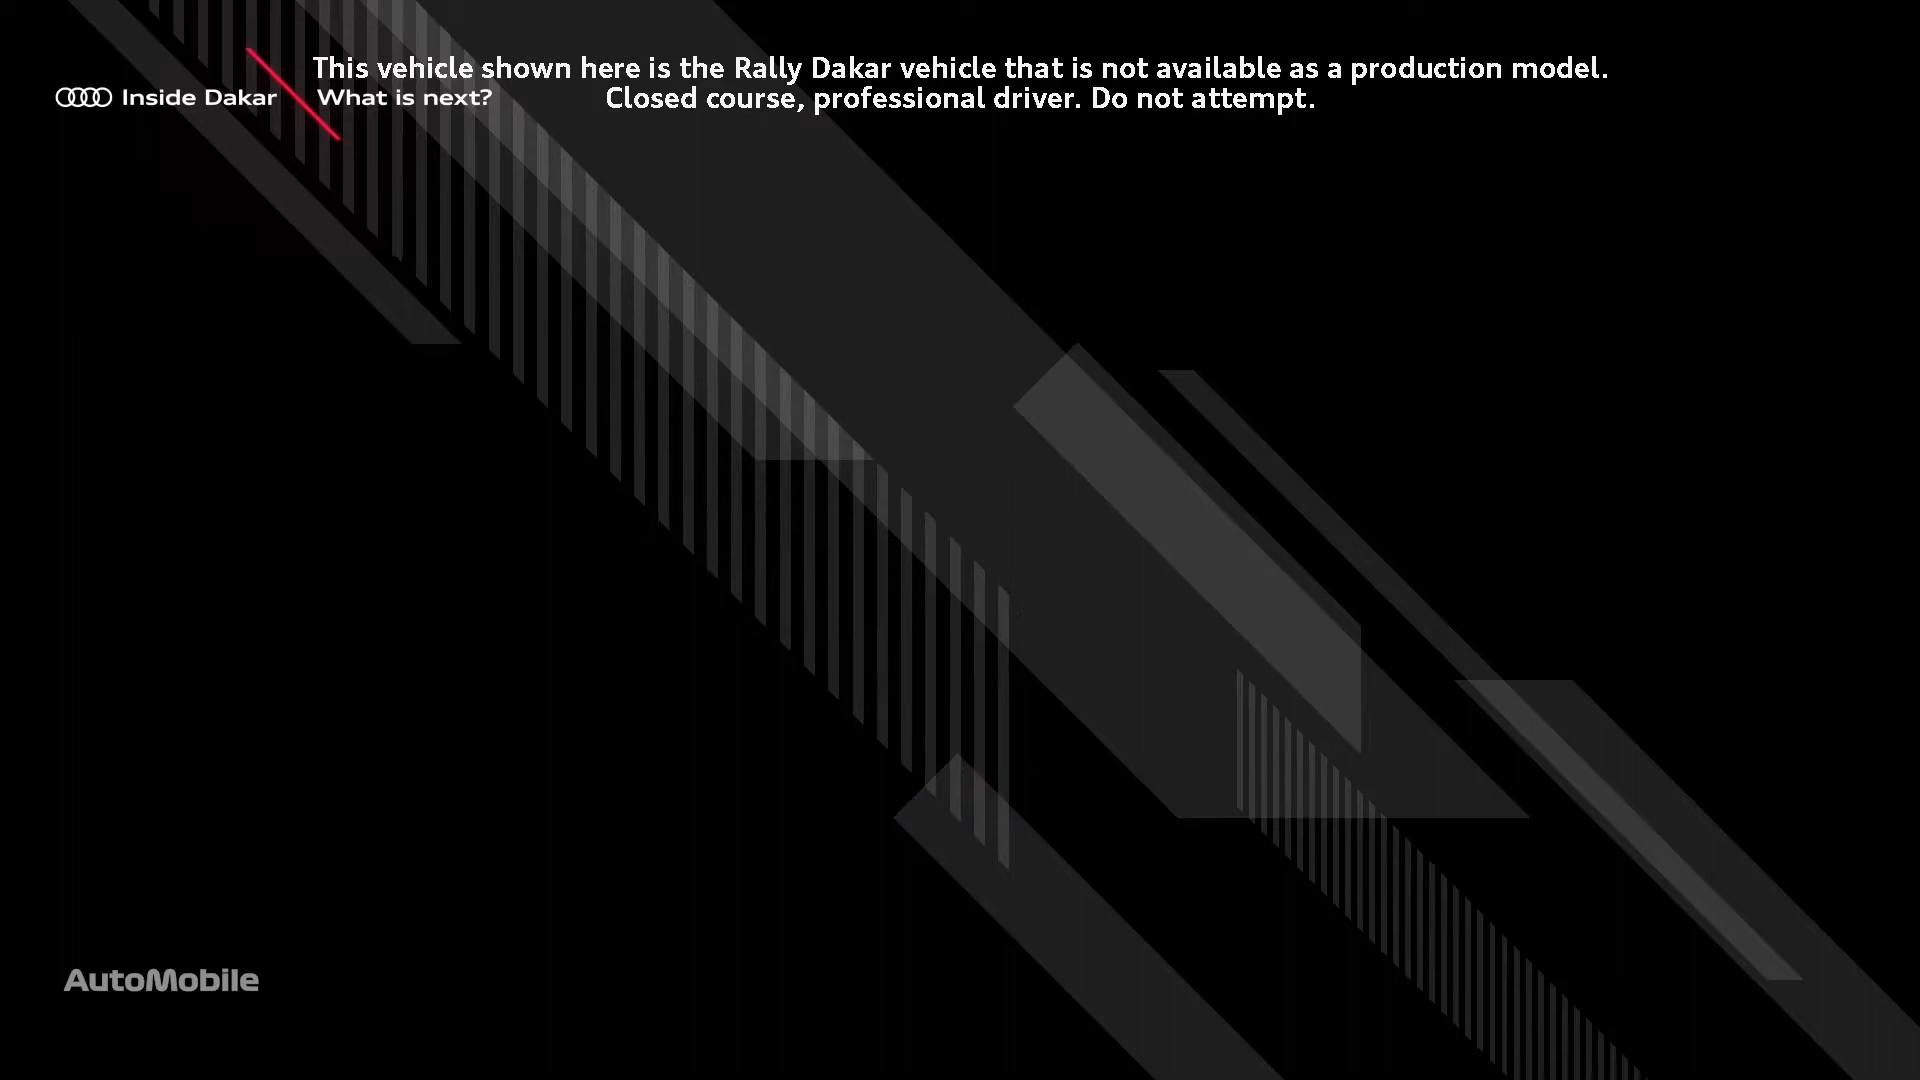 This vehicle shown here is the Rally Dakar vehicle that is not available as a production model.
Closed course, professional driver. Do not attempt.
Inside Dakar
What is next?
AutoMobile